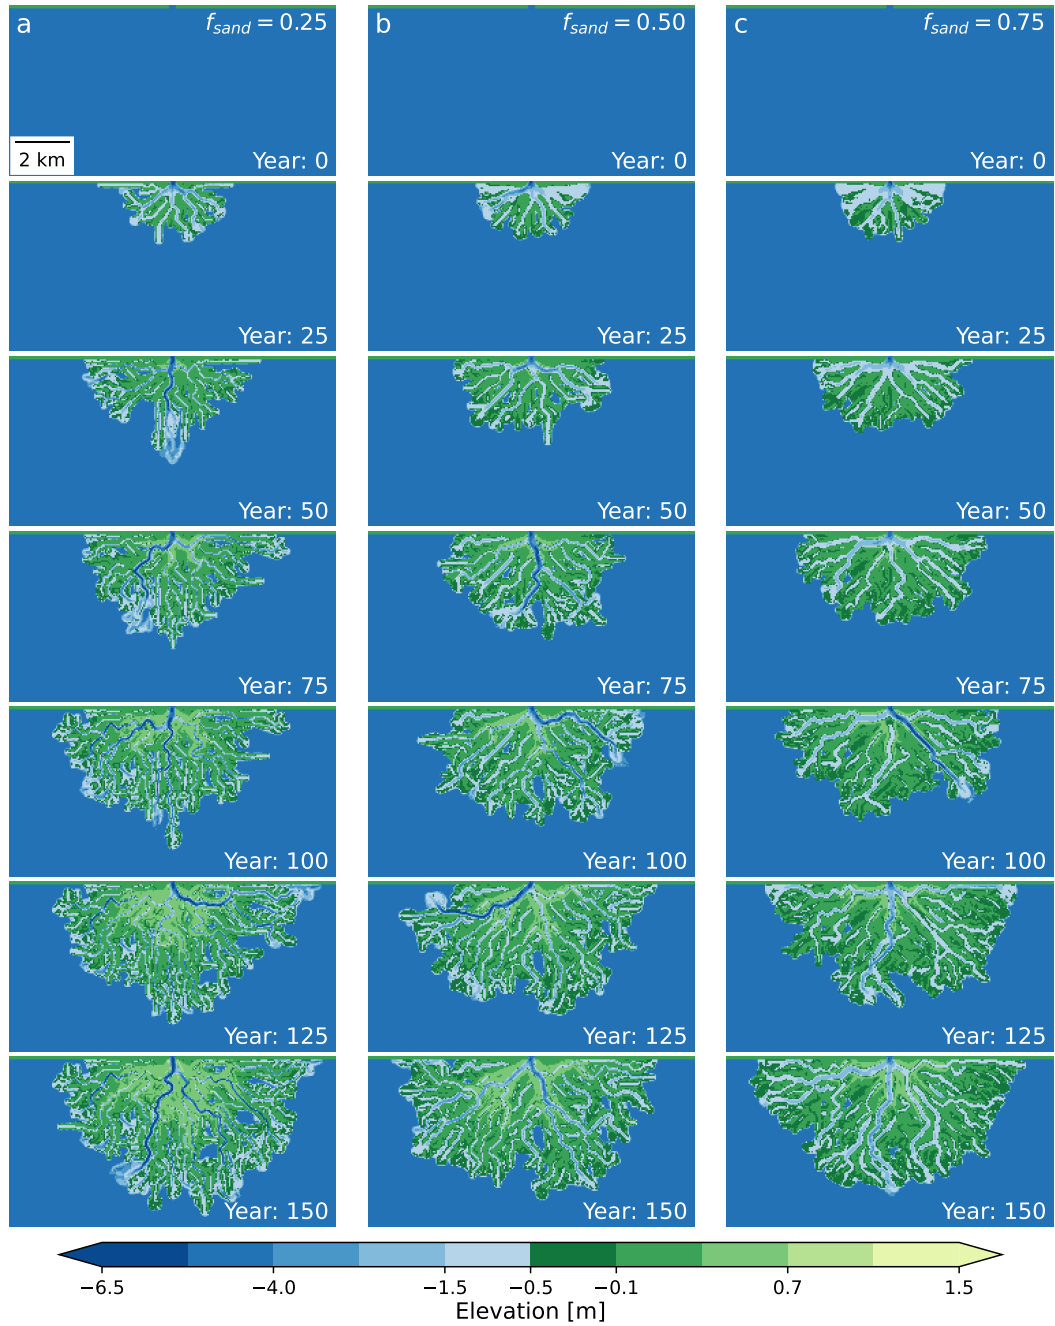 a f_sand = 0.25 b f_sand = 0.50 c f_sand = 0.75
2 km
Year: 0 Year: 0 Year: 0
Year: 25 Year: 25 Year: 25
Year: 50 Year: 50 Year: 50
Year: 75 Year: 75 Year: 75
Year: 100 Year: 100 Year: 100
Year: 125 Year: 125 Year: 125
Year: 150 Year: 150 Year: 150
−6.5 −4.0 −1.5 −0.5 −0.1 0.7 1.5
Elevation [m]